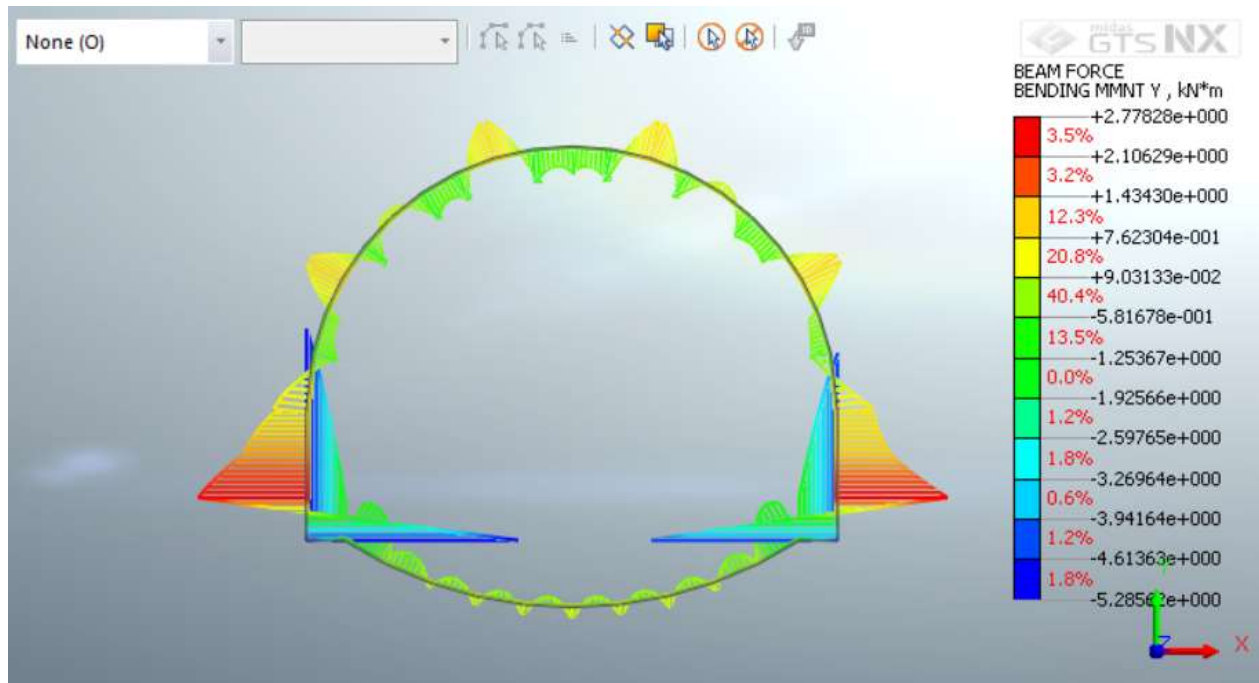 None (O)
midas
GTS NX
BEAM FORCE
BENDING MMNT Y , kN*m
+2.77828e+000
3.5%
+2.10629e+000
3.2%
+1.43430e+000
12.3%
+7.62304e-001
20.8%
+9.03133e-002
40.4%
-5.81678e-001
13.5%
-1.25367e+000
0.0%
-1.92566e+000
1.2%
-2.59765e+000
1.8%
-3.26964e+000
0.6%
-3.94164e+000
1.2%
-4.61363e+000
1.8%
-5.28562e+000
Z
X